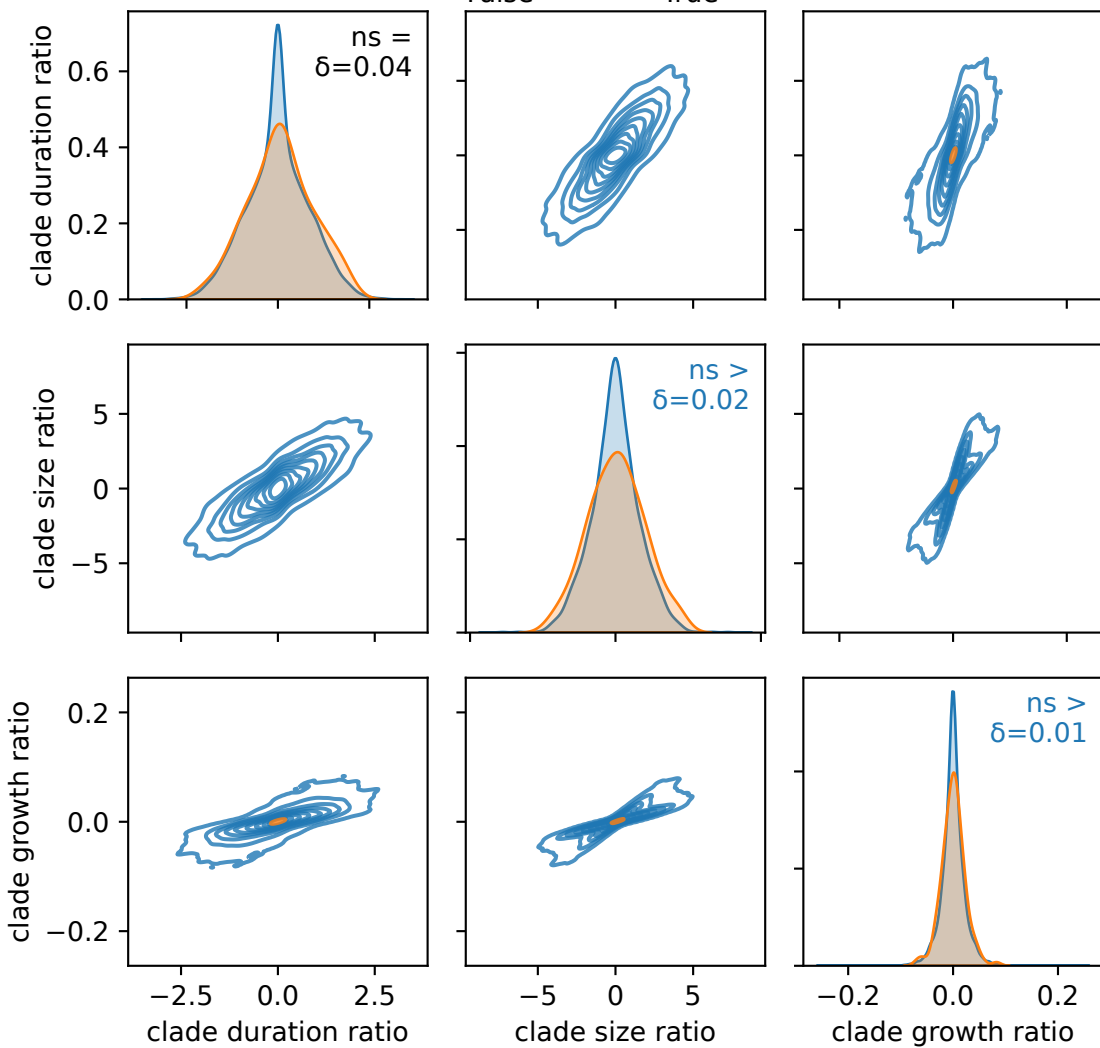 clade duration ratio
0.6
0.4
0.2
0.0
ns =
δ=0.04
clade size ratio
5
0
−5
ns >
δ=0.02
clade growth ratio
0.2
0.0
−0.2
ns >
δ=0.01
−2.5 0.0 2.5
−5 0 5
−0.2 0.0 0.2
clade duration ratio
clade size ratio
clade growth ratio